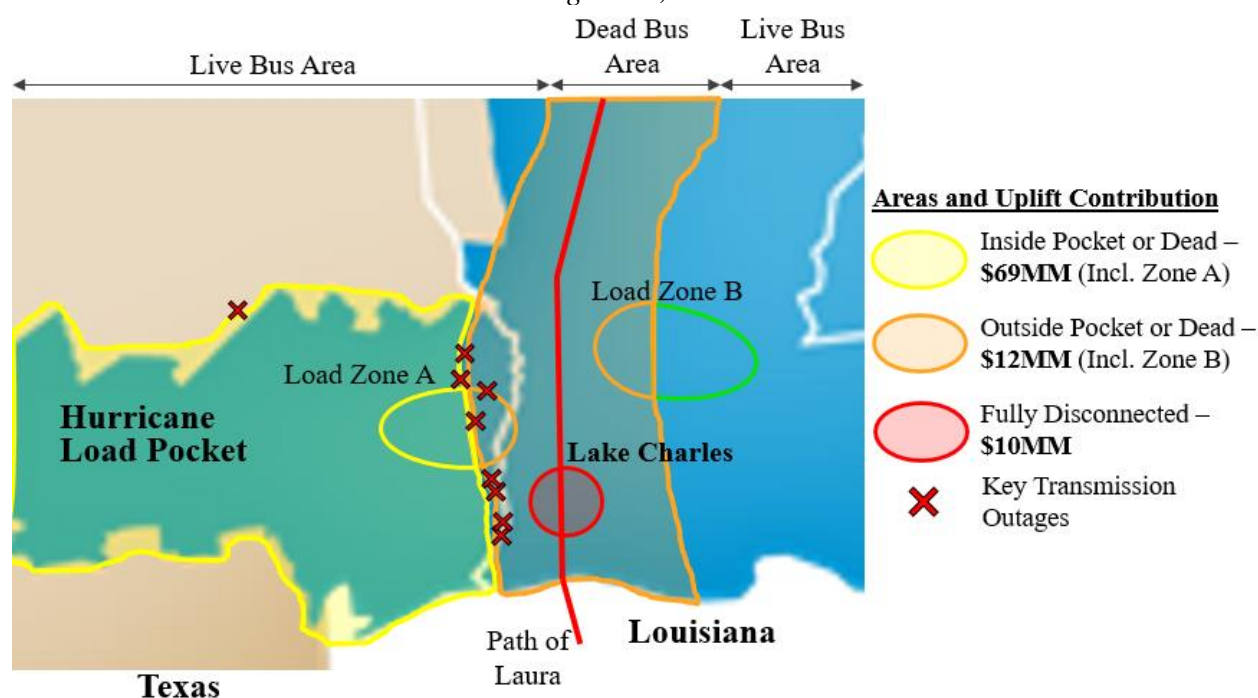 Dead Bus
Area
Live Bus
Area
Live Bus Area
Areas and Uplift Contribution
Inside Pocket or Dead –
$69MM (Incl. Zone A)
Outside Pocket or Dead –
$12MM (Incl. Zone B)
Fully Disconnected –
$10MM
Key Transmission
Outages
Load Zone B
Load Zone A
Hurricane
Load Pocket
Lake Charles
Path of
Laura
Louisiana
Texas